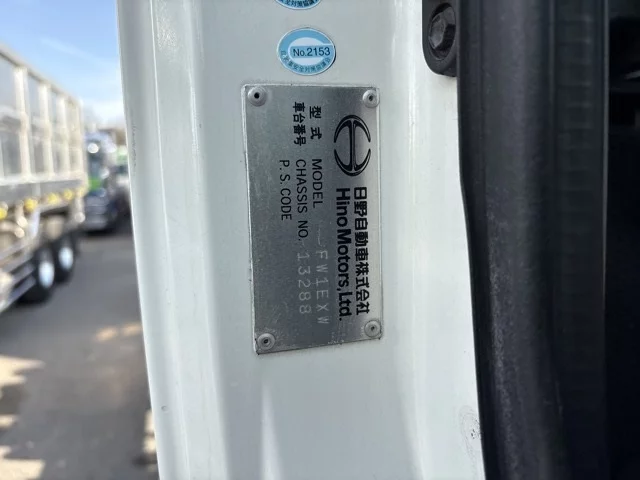 No.2153
日野自動車株式会社
Hino Motors, Ltd.
型式 MODEL FW1EXW
車台番号 CHASSIS NO. 13288
P.S.CODE